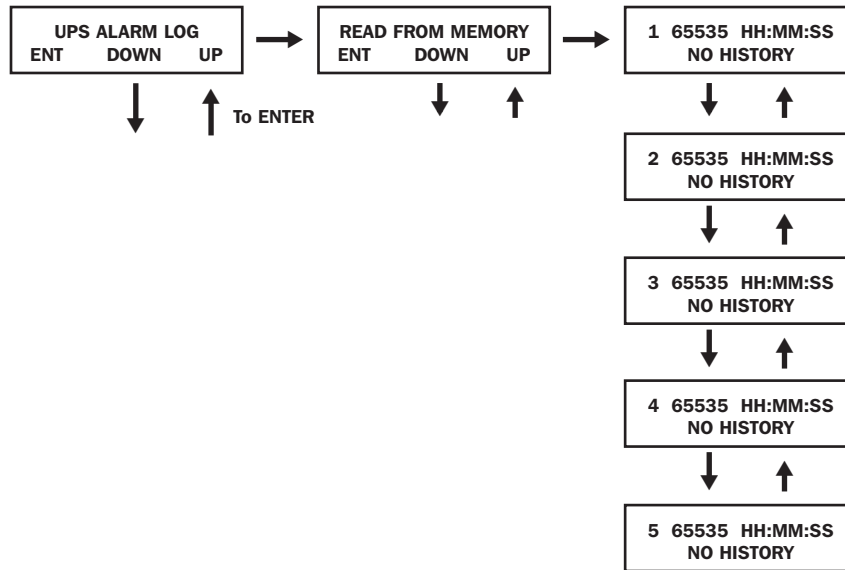 UPS ALARM LOG
ENT DOWN UP
READ FROM MEMORY
ENT DOWN UP
1 65535 HH:MM:SS
NO HISTORY
To ENTER
2 65535 HH:MM:SS
NO HISTORY
3 65535 HH:MM:SS
NO HISTORY
4 65535 HH:MM:SS
NO HISTORY
5 65535 HH:MM:SS
NO HISTORY